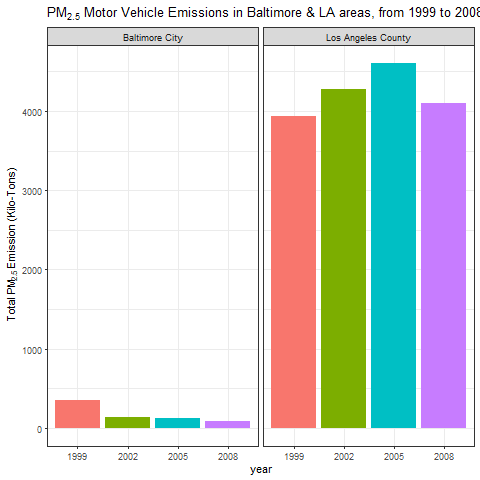 PM2.5 Motor Vehicle Emissions in Baltimore & LA areas, from 1999 to 2008
Baltimore City
Los Angeles County
Total PM2.5 Emission (Kilo-Tons)
4000
3000
2000
1000
0
1999 2002 2005 2008
1999 2002 2005 2008
year